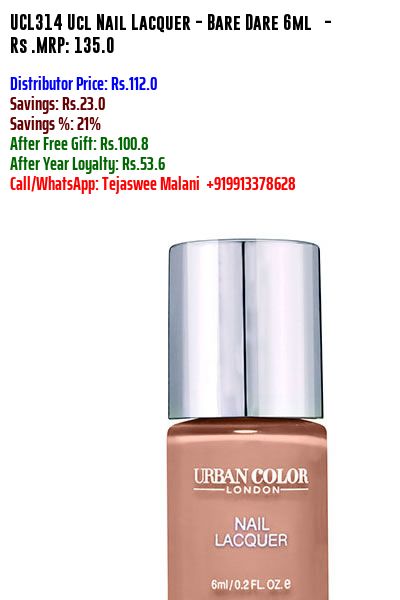 UCL314 Ucl Nail Lacquer - Bare Dare 6ml -
Rs .MRP: 135.0
Distributor Price: Rs.112.0
Savings: Rs.23.0
Savings %: 21%
After Free Gift: Rs.100.8
After Year Loyalty: Rs.53.6
Call/WhatsApp: Tejaswee Malani +919913378628
URBAN COLOR
LONDON
NAIL
LACQUER
6ml/0.2 FL. OZ. e